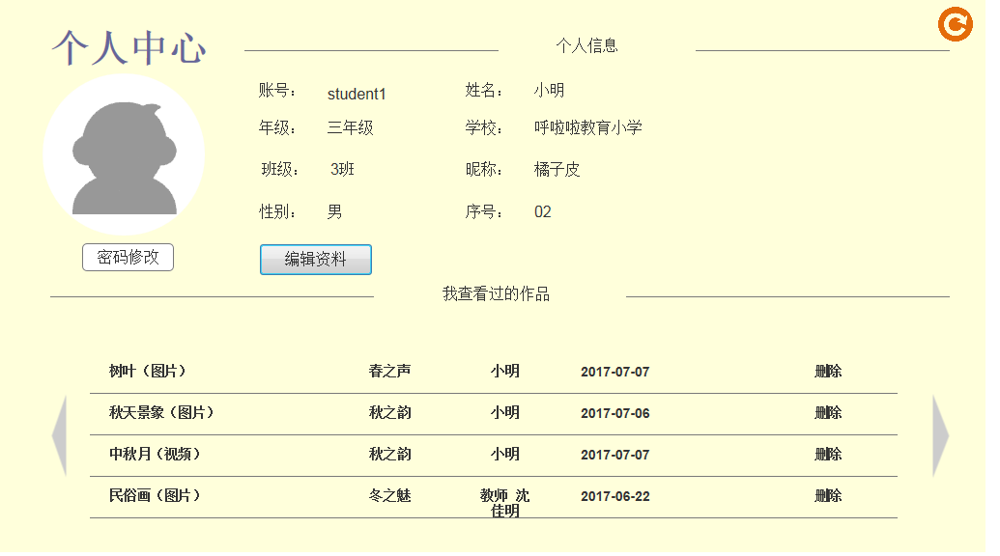 个人中心
个人信息
账号： student1 姓名： 小明
年级： 三年级 学校： 呼啦啦教育小学
班级： 3班 昵称： 橘子皮
性别： 男 序号： 02
密码修改 编辑资料
我查看过的作品
树叶（图片） 春之声 小明 2017-07-07 删除
秋天景象（图片） 秋之韵 小明 2017-07-06 删除
中秋月（视频） 秋之韵 小明 2017-07-07 删除
民俗画（图片） 冬之魅 教师 沈 2017-06-22 删除
佳明